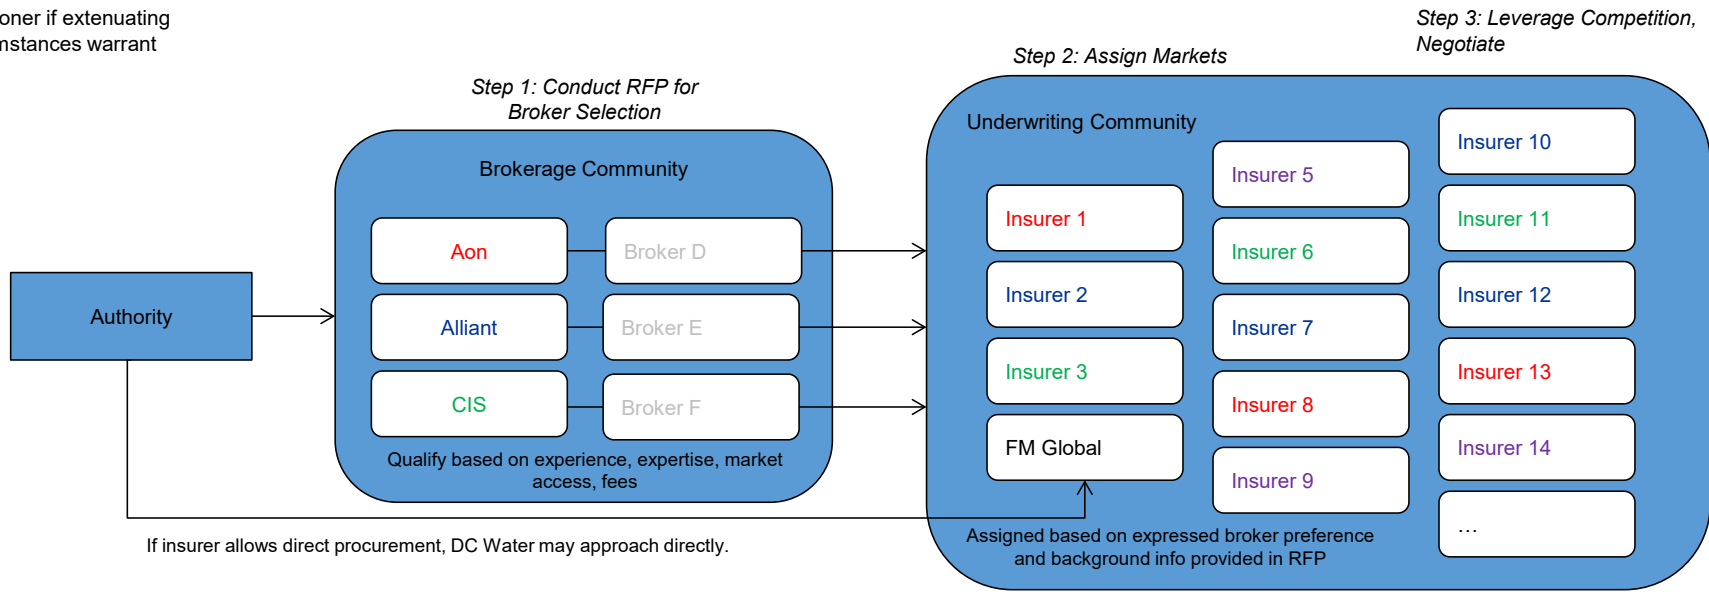 oner if extenuating
mstances warrant
Step 1: Conduct RFP for
Broker Selection
Step 2: Assign Markets
Step 3: Leverage Competition,
Negotiate
Authority
Brokerage Community
Aon
Broker D
Alliant
Broker E
CIS
Broker F
Qualify based on experience, expertise, market
access, fees
If insurer allows direct procurement, DC Water may approach directly.
Underwriting Community
Insurer 1
Insurer 2
Insurer 3
FM Global
Insurer 5
Insurer 6
Insurer 7
Insurer 8
Insurer 9
Insurer 10
Insurer 11
Insurer 12
Insurer 13
Insurer 14
…
Assigned based on expressed broker preference
and background info provided in RFP